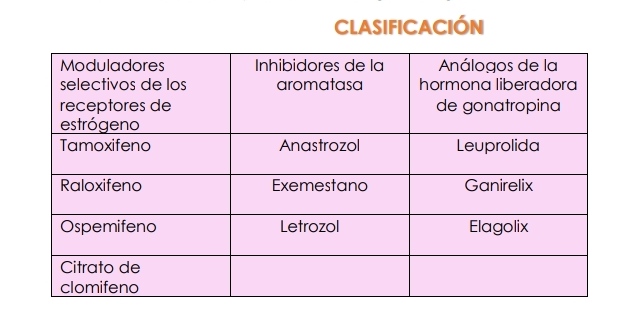 CLASIFICACIÓN
Moduladores
selectivos de los
receptores de
estrógeno
Inhibidores de la
aromatasa
Análogos de la
hormona liberadora
de gonatropina
Tamoxifeno
Anastrozol
Leuprolida
Raloxifeno
Exemestano
Ganirelix
Ospemifeno
Letrozol
Elagolix
Citrato de
clomifeno